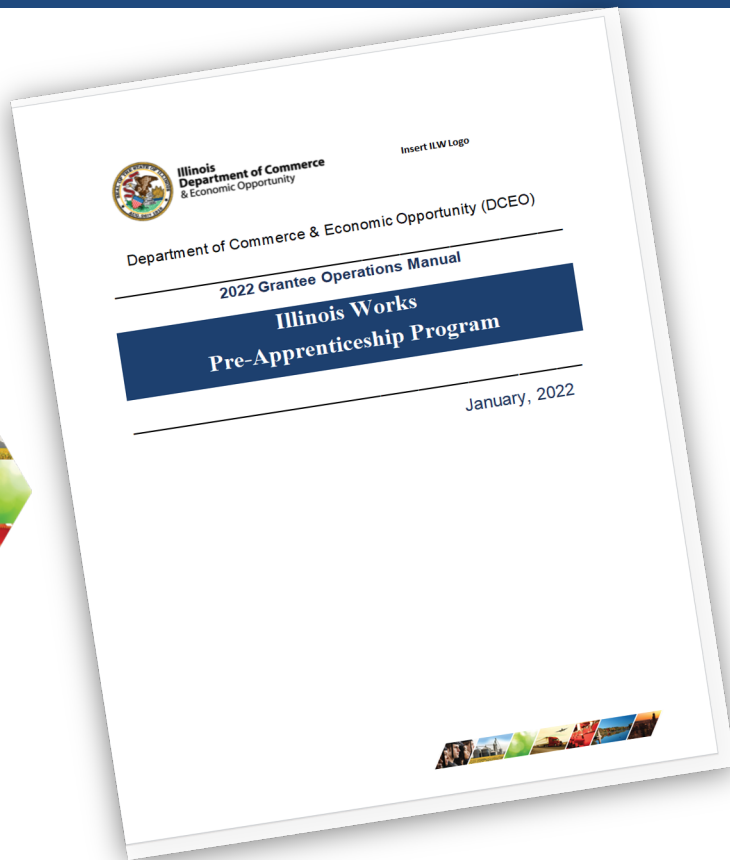 Insert ILW Logo
Illinois
Department of Commerce
& Economic Opportunity
Department of Commerce & Economic Opportunity (DCEO)
2022 Grantee Operations Manual
Illinois Works
Pre-Apprenticeship Program
January, 2022